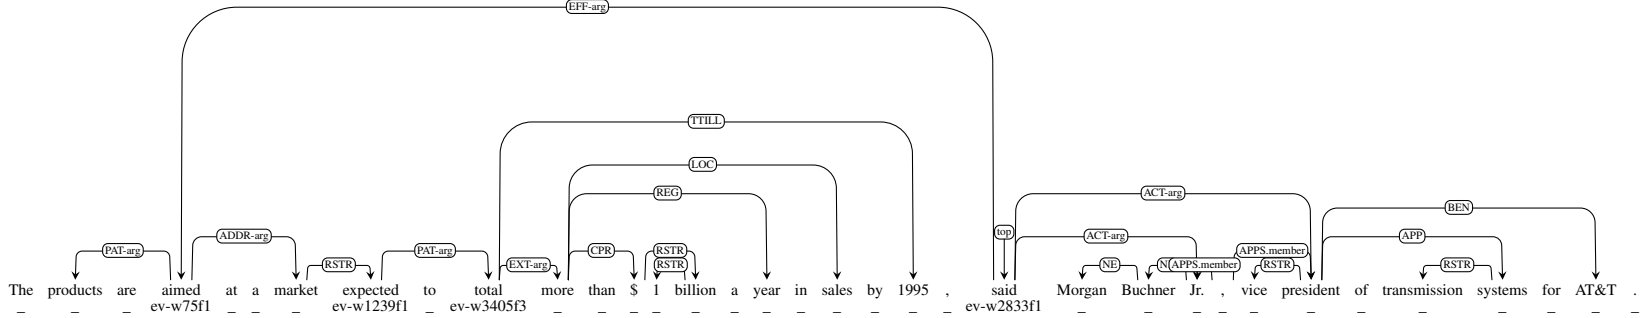 EFF-arg
TTILL
LOC
REG ACT-arg
BEN
top
PAT-arg ADDR-arg PAT-arg CPR RSTR ACT-arg APPS.member APP
RSTR EXT-arg RSTR NE APPS.member RSTR RSTR
The products are aimed at a market expected to total more than $ 1 billion a year in sales by 1995 , said Morgan Buchner Jr. , vice president of transmission systems for AT&T .
_ _ _ ev-w75f1 _ _ _ ev-w1239f1 _ ev-w3405f3 _ _ _ _ _ _ _ _ _ _ _ _ ev-w2833f1 _ _ _ _ _ _ _ _ _ _ _ _